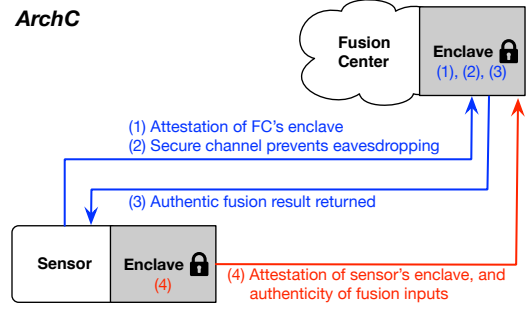 ArchC
Fusion
Center
Enclave
(1), (2), (3)
(1) Attestation of FC's enclave
(2) Secure channel prevents eavesdropping
(3) Authentic fusion result returned
Sensor
Enclave
(4)
(4) Attestation of sensor's enclave, and
authenticity of fusion inputs